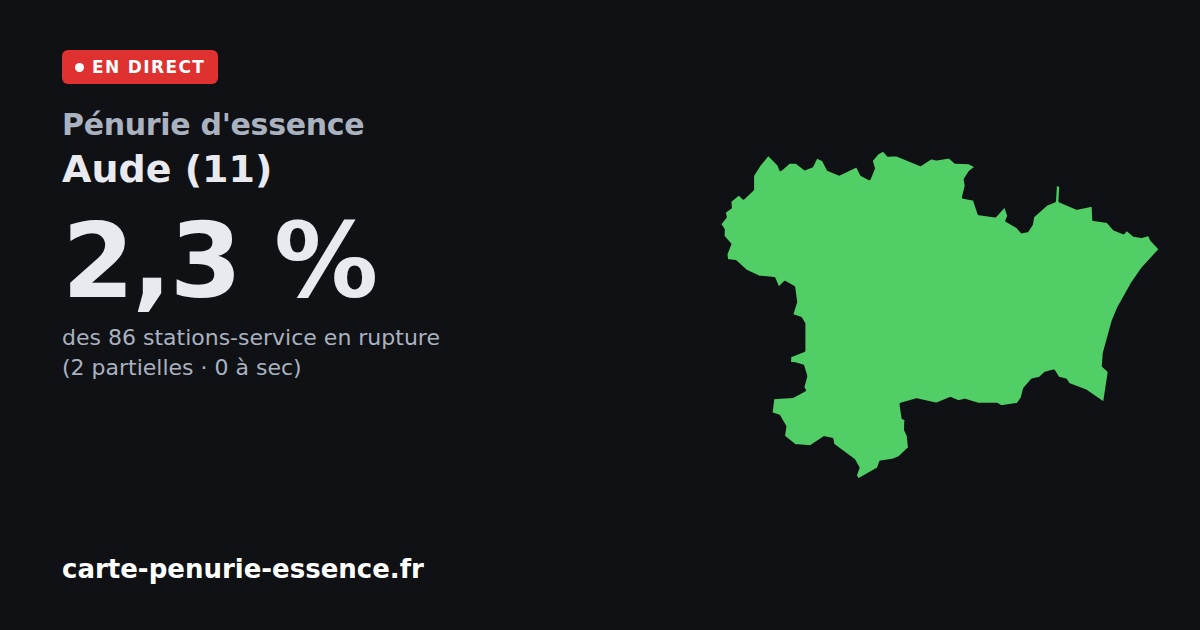 EN DIRECT
Pénurie d'essence
Aude (11)
2,3 %
des 86 stations-service en rupture
(2 partielles · 0 à sec)
carte-penurie-essence.fr